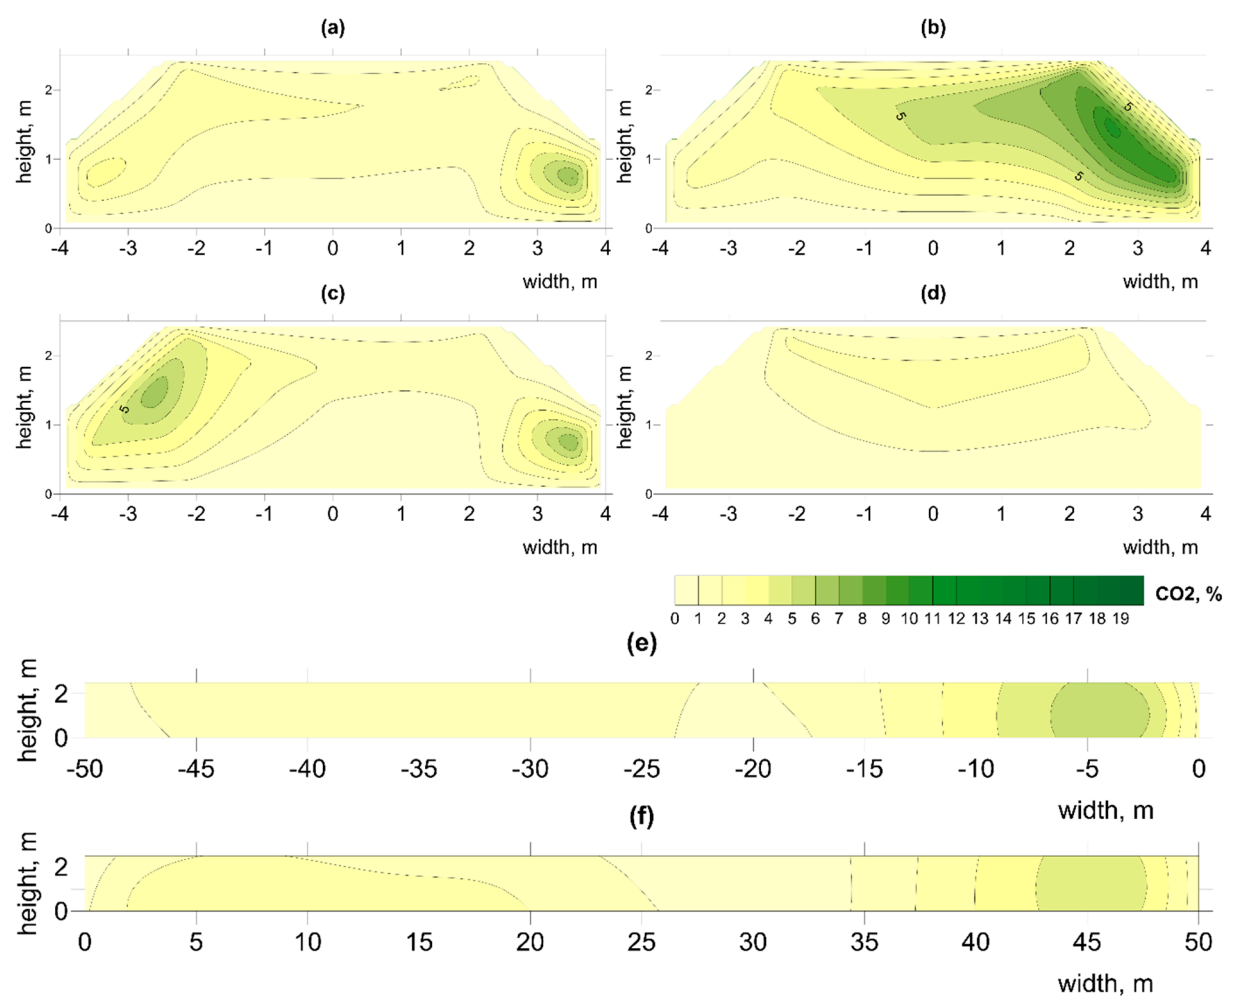 (a) (b)
height, m 2 1 0 height, m 2 1 0
5 5 5
-4 -3 -2 -1 0 1 2 3 4 -4 -3 -2 -1 0 1 2 3 4
width, m width, m
(c) (d)
height, m 2 1 0 height, m 2 1 0
5
-4 -3 -2 -1 0 1 2 3 4 -4 -3 -2 -1 0 1 2 3 4
width, m width, m
CO2, %
0 1 2 3 4 5 6 7 8 9 10 11 12 13 14 15 16 17 18 19
(e)
height, m 2 0
-50 -45 -40 -35 -30 -25 -20 -15 -10 -5 0
width, m
(f)
height, m 2 0
0 5 10 15 20 25 30 35 40 45 50
width, m